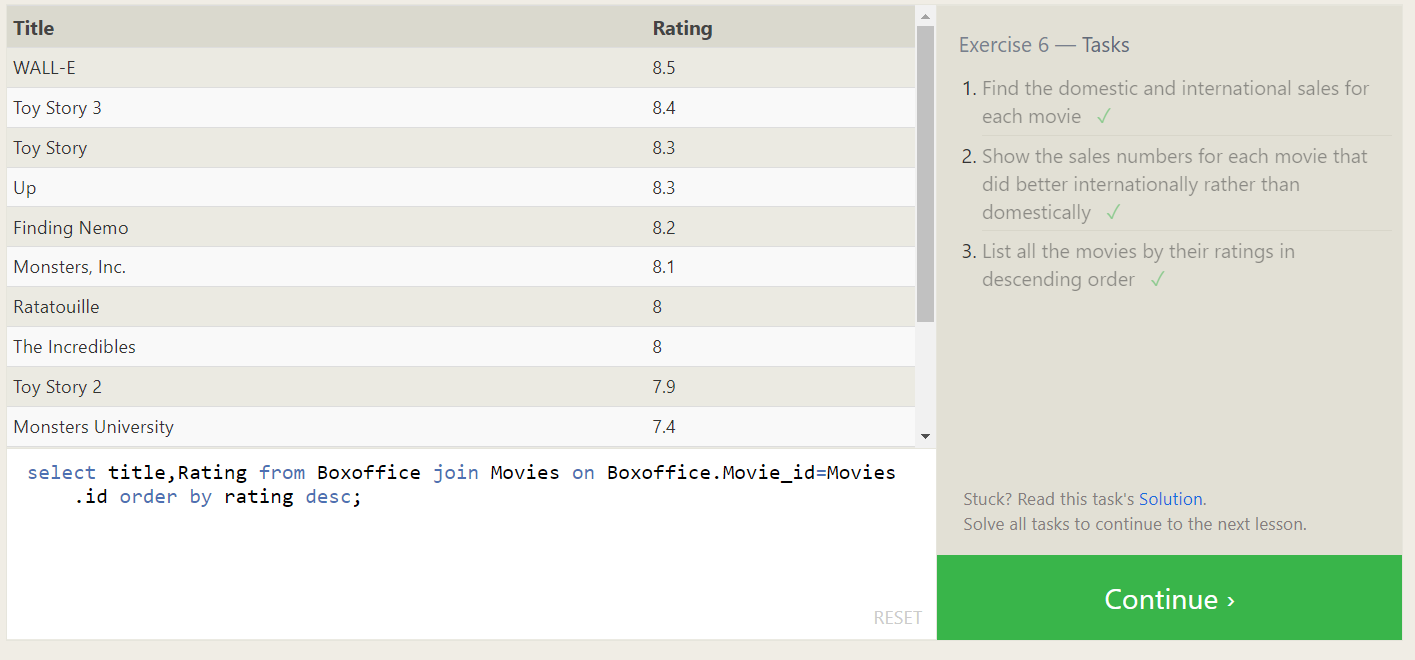 Title Rating
WALL-E 8.5
Toy Story 3 8.4
Toy Story 8.3
Up 8.3
Finding Nemo 8.2
Monsters, Inc. 8.1
Ratatouille 8
The Incredibles 8
Toy Story 2 7.9
Monsters University 7.4
select title,Rating from Boxoffice join Movies on Boxoffice.Movie_id=Movies
.id order by rating desc;
RESET
Exercise 6 — Tasks
1. Find the domestic and international sales for
each movie ✓
2. Show the sales numbers for each movie that
did better internationally rather than
domestically ✓
3. List all the movies by their ratings in
descending order ✓
Stuck? Read this task's Solution.
Solve all tasks to continue to the next lesson.
Continue ›